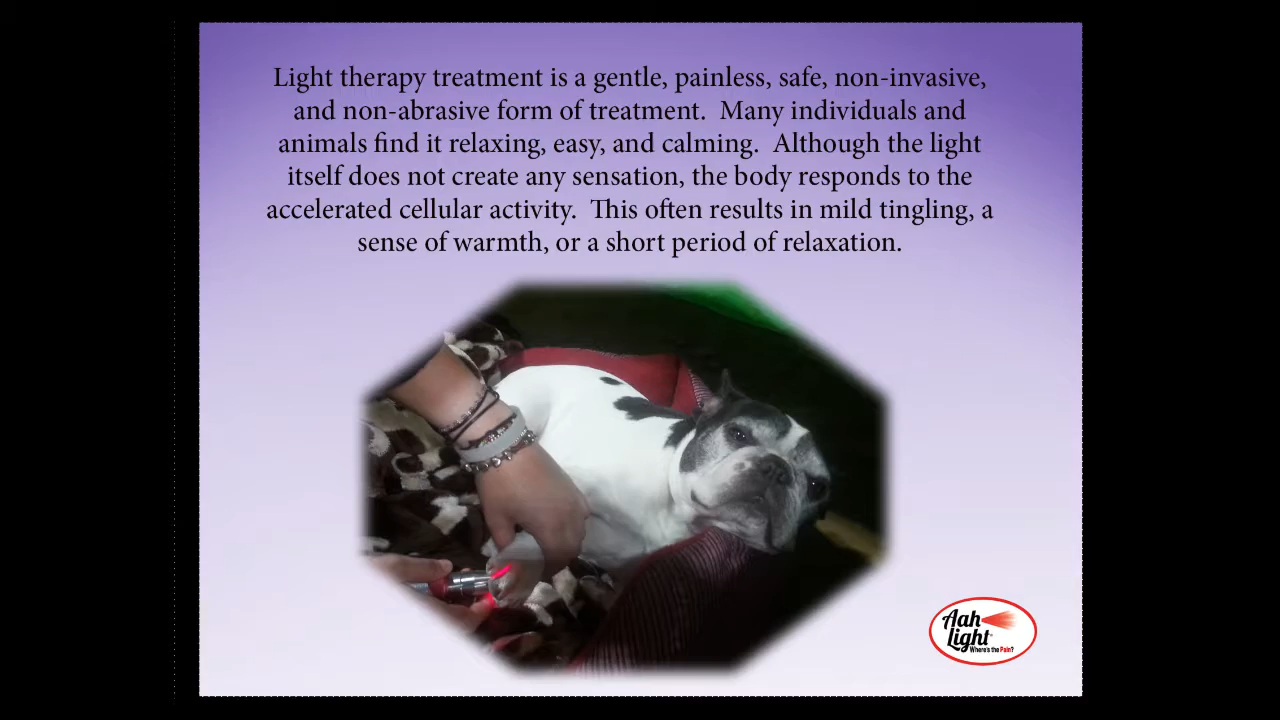 Light therapy treatment is a gentle, painless, safe, non-invasive,
and non-abrasive form of treatment.  Many individuals and
animals find it relaxing, easy, and calming.  Although the light
itself does not create any sensation, the body responds to the
accelerated cellular activity.  This often results in mild tingling, a
sense of warmth, or a short period of relaxation.
Aah
Light
Where's the Pain?